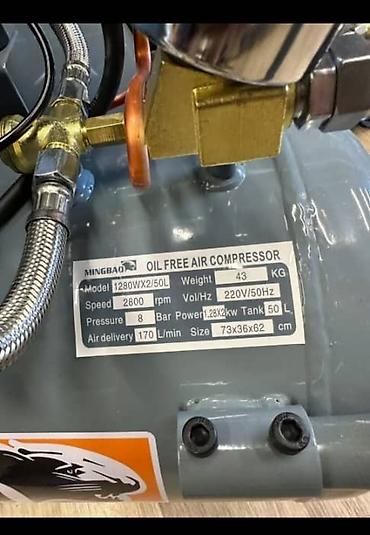 MINGBAO OIL FREE AIR COMPRESSOR
Model 1280WX2/50L Weight 43 KG
Speed 2800 rpm Vol/Hz 220V/50Hz
Pressure 8 Bar Power 1.28X2 kw Tank 50 L
Air delivery 170 L/min Size 73x36x62 cm